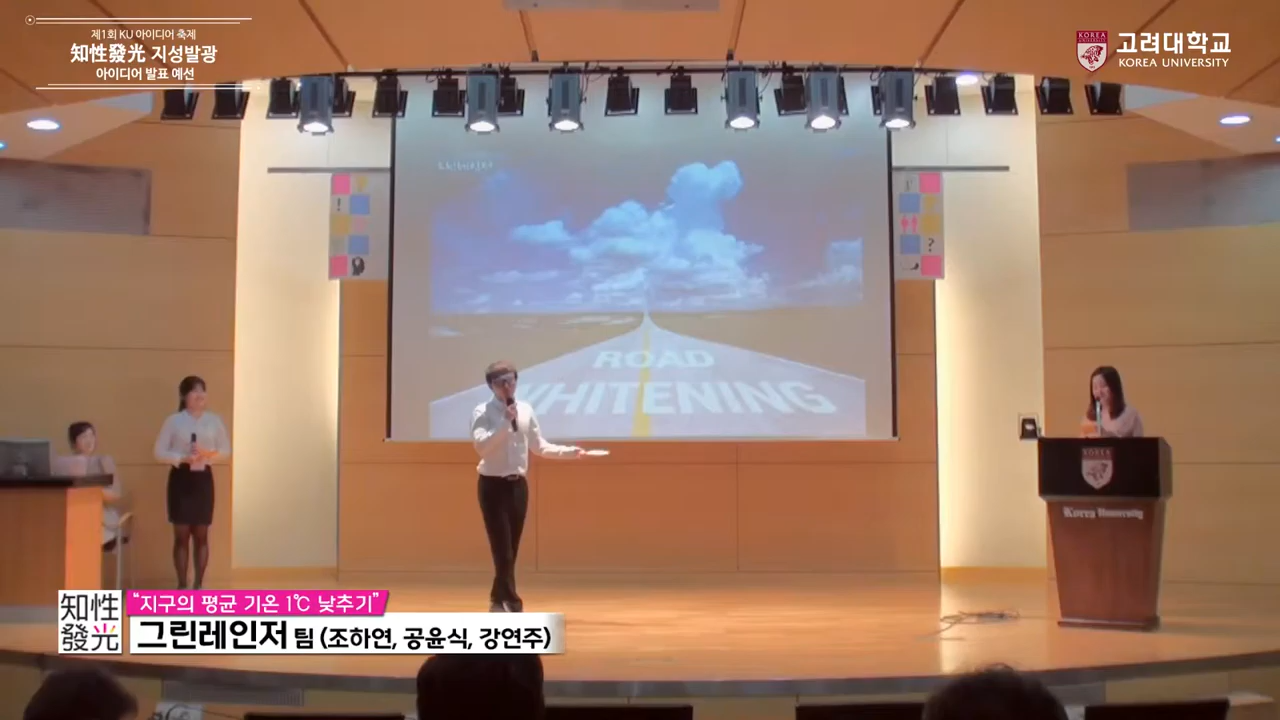 제1회 KU 아이디어 축제
知性發光 지성발광
아이디어 발표 예선
KOREA
UNIVERSITY
고려대학교
KOREA UNIVERSITY
!
?
ROAD
WHITENING
KOREA
Korea University
知性
發光
“지구의 평균 기온 1℃ 낮추기”
그린레인저 팀 (조하연, 공윤식, 강연주)